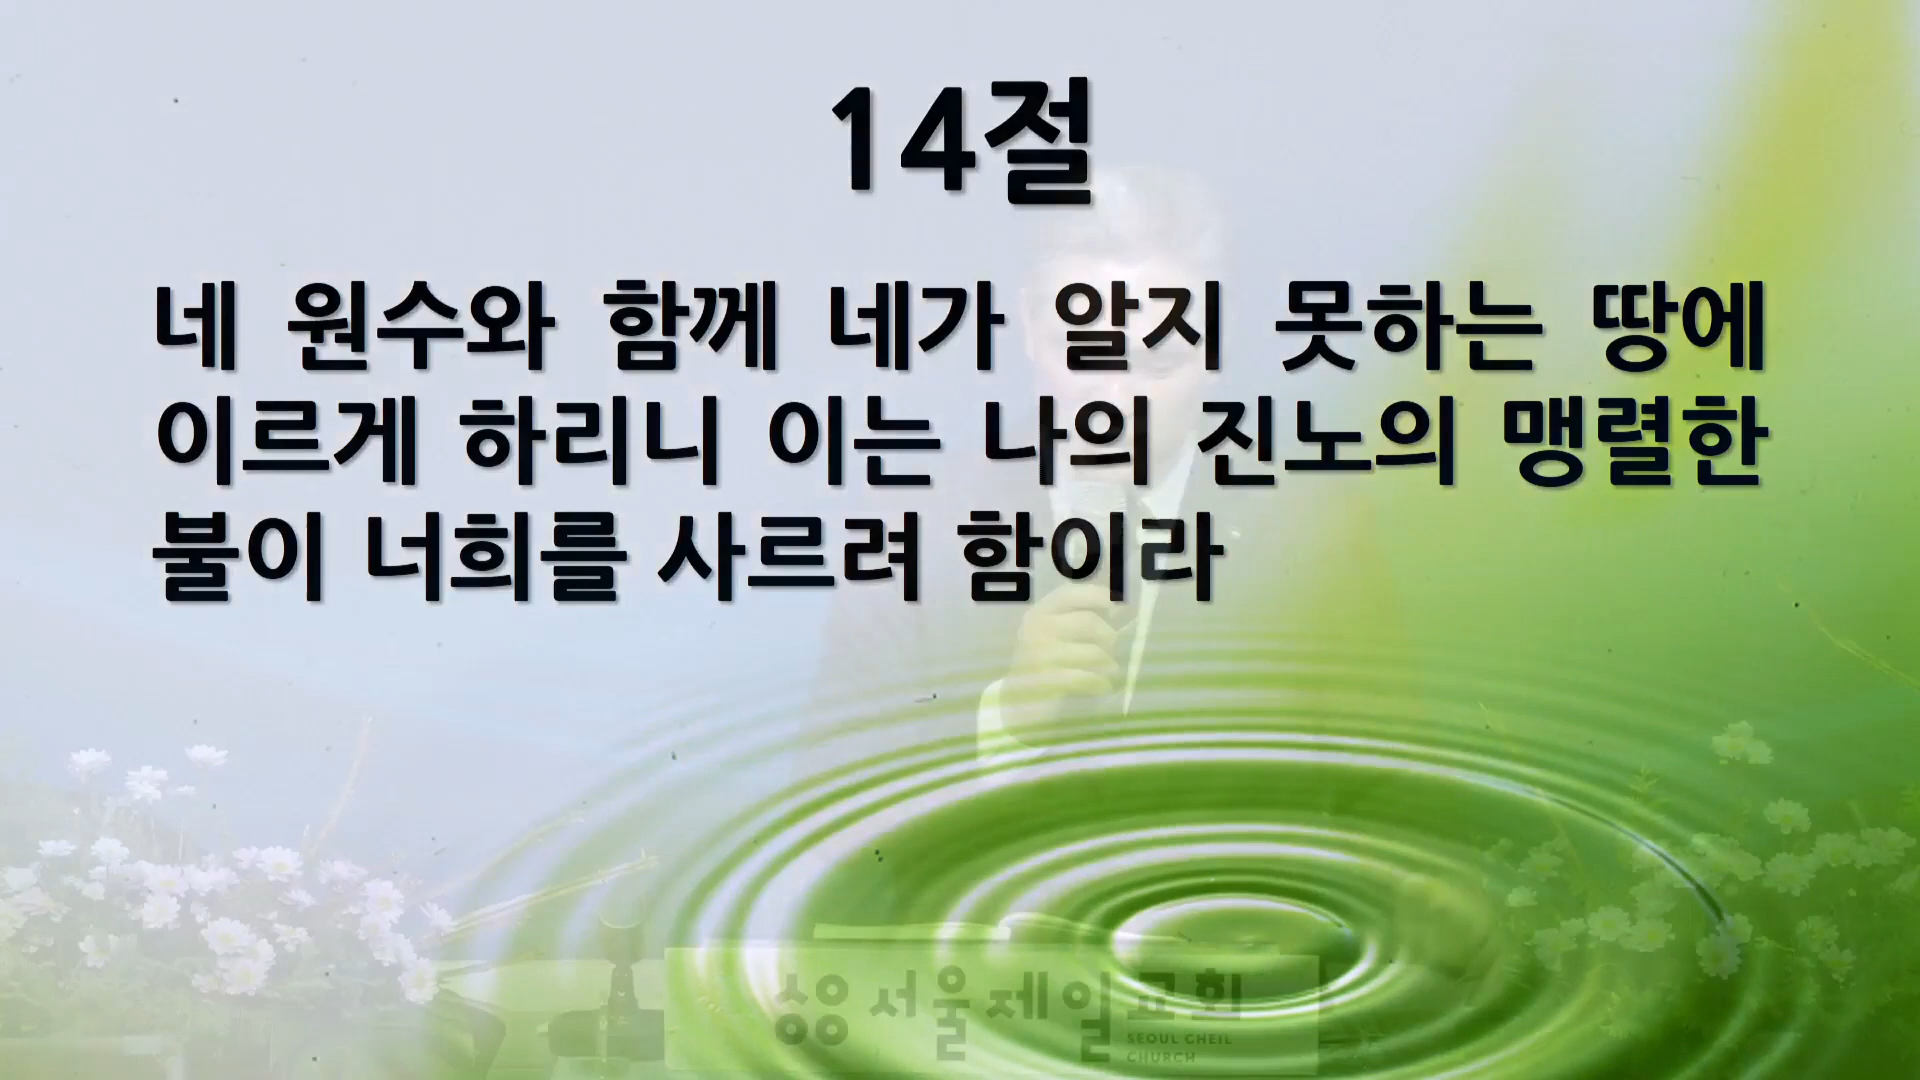 14절
네 원수와 함께 네가 알지 못하는 땅에
이르게 하리니 이는 나의 진노의 맹렬한
불이 너희를 사르려 함이라
서울제일교회
SEOUL CHEIL
CHURCH